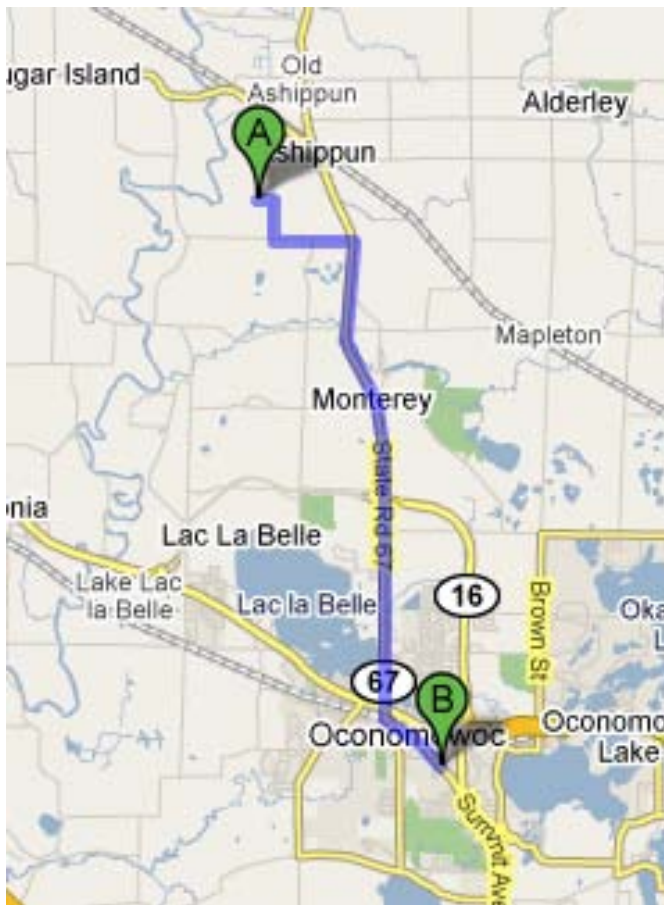 ugar Island
Old
Ashippun
Alderley
A
shippun
Mapleton
Monterey
State Rd 67
onia
Lac La Belle
Lake Lac
la Belle
Lac la Belle
16
Brown St
Oka
L
67
B
Oconomowoc
Oconomo
Lake
Summit Ave